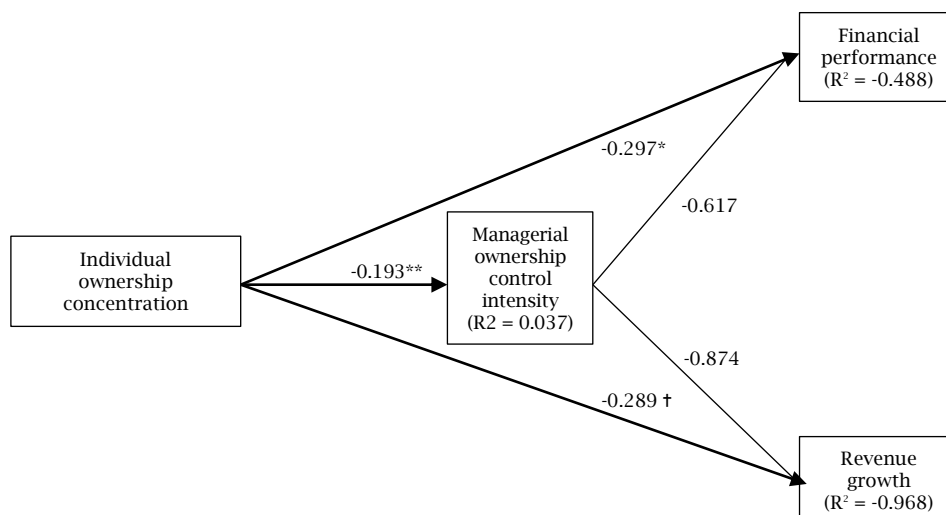 Financial
performance
(R² = -0.488)
-0.297*
-0.617
Individual
ownership
concentration
-0.193**
Managerial
ownership
control
intensity
(R2 = 0.037)
-0.874
-0.289 †
Revenue
growth
(R² = -0.968)